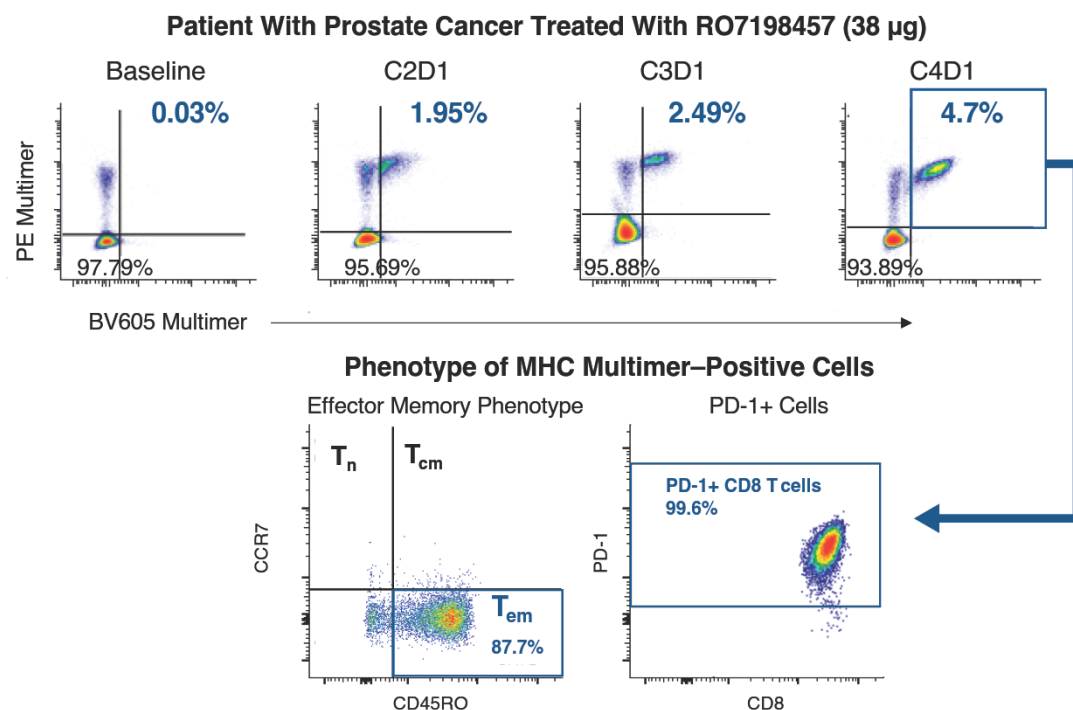 Patient With Prostate Cancer Treated With RO7198457 (38 µg)
Baseline
C2D1
C3D1
C4D1
0.03%
1.95%
2.49%
4.7%
PE Multimer
97.79%
95.69%
95.88%
93.89%
BV605 Multimer
Phenotype of MHC Multimer–Positive Cells
Effector Memory Phenotype
PD-1+ Cells
Tn
Tcm
CCR7
Tem
87.7%
CD45RO
PD-1+ CD8 T cells
99.6%
PD-1
CD8